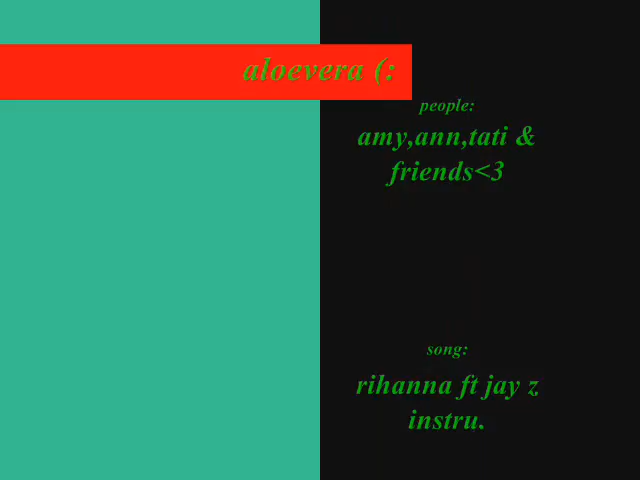 aloevera (:
people:
amy,ann,tati &
friends<3
song:
rihanna ft jay z
instru.